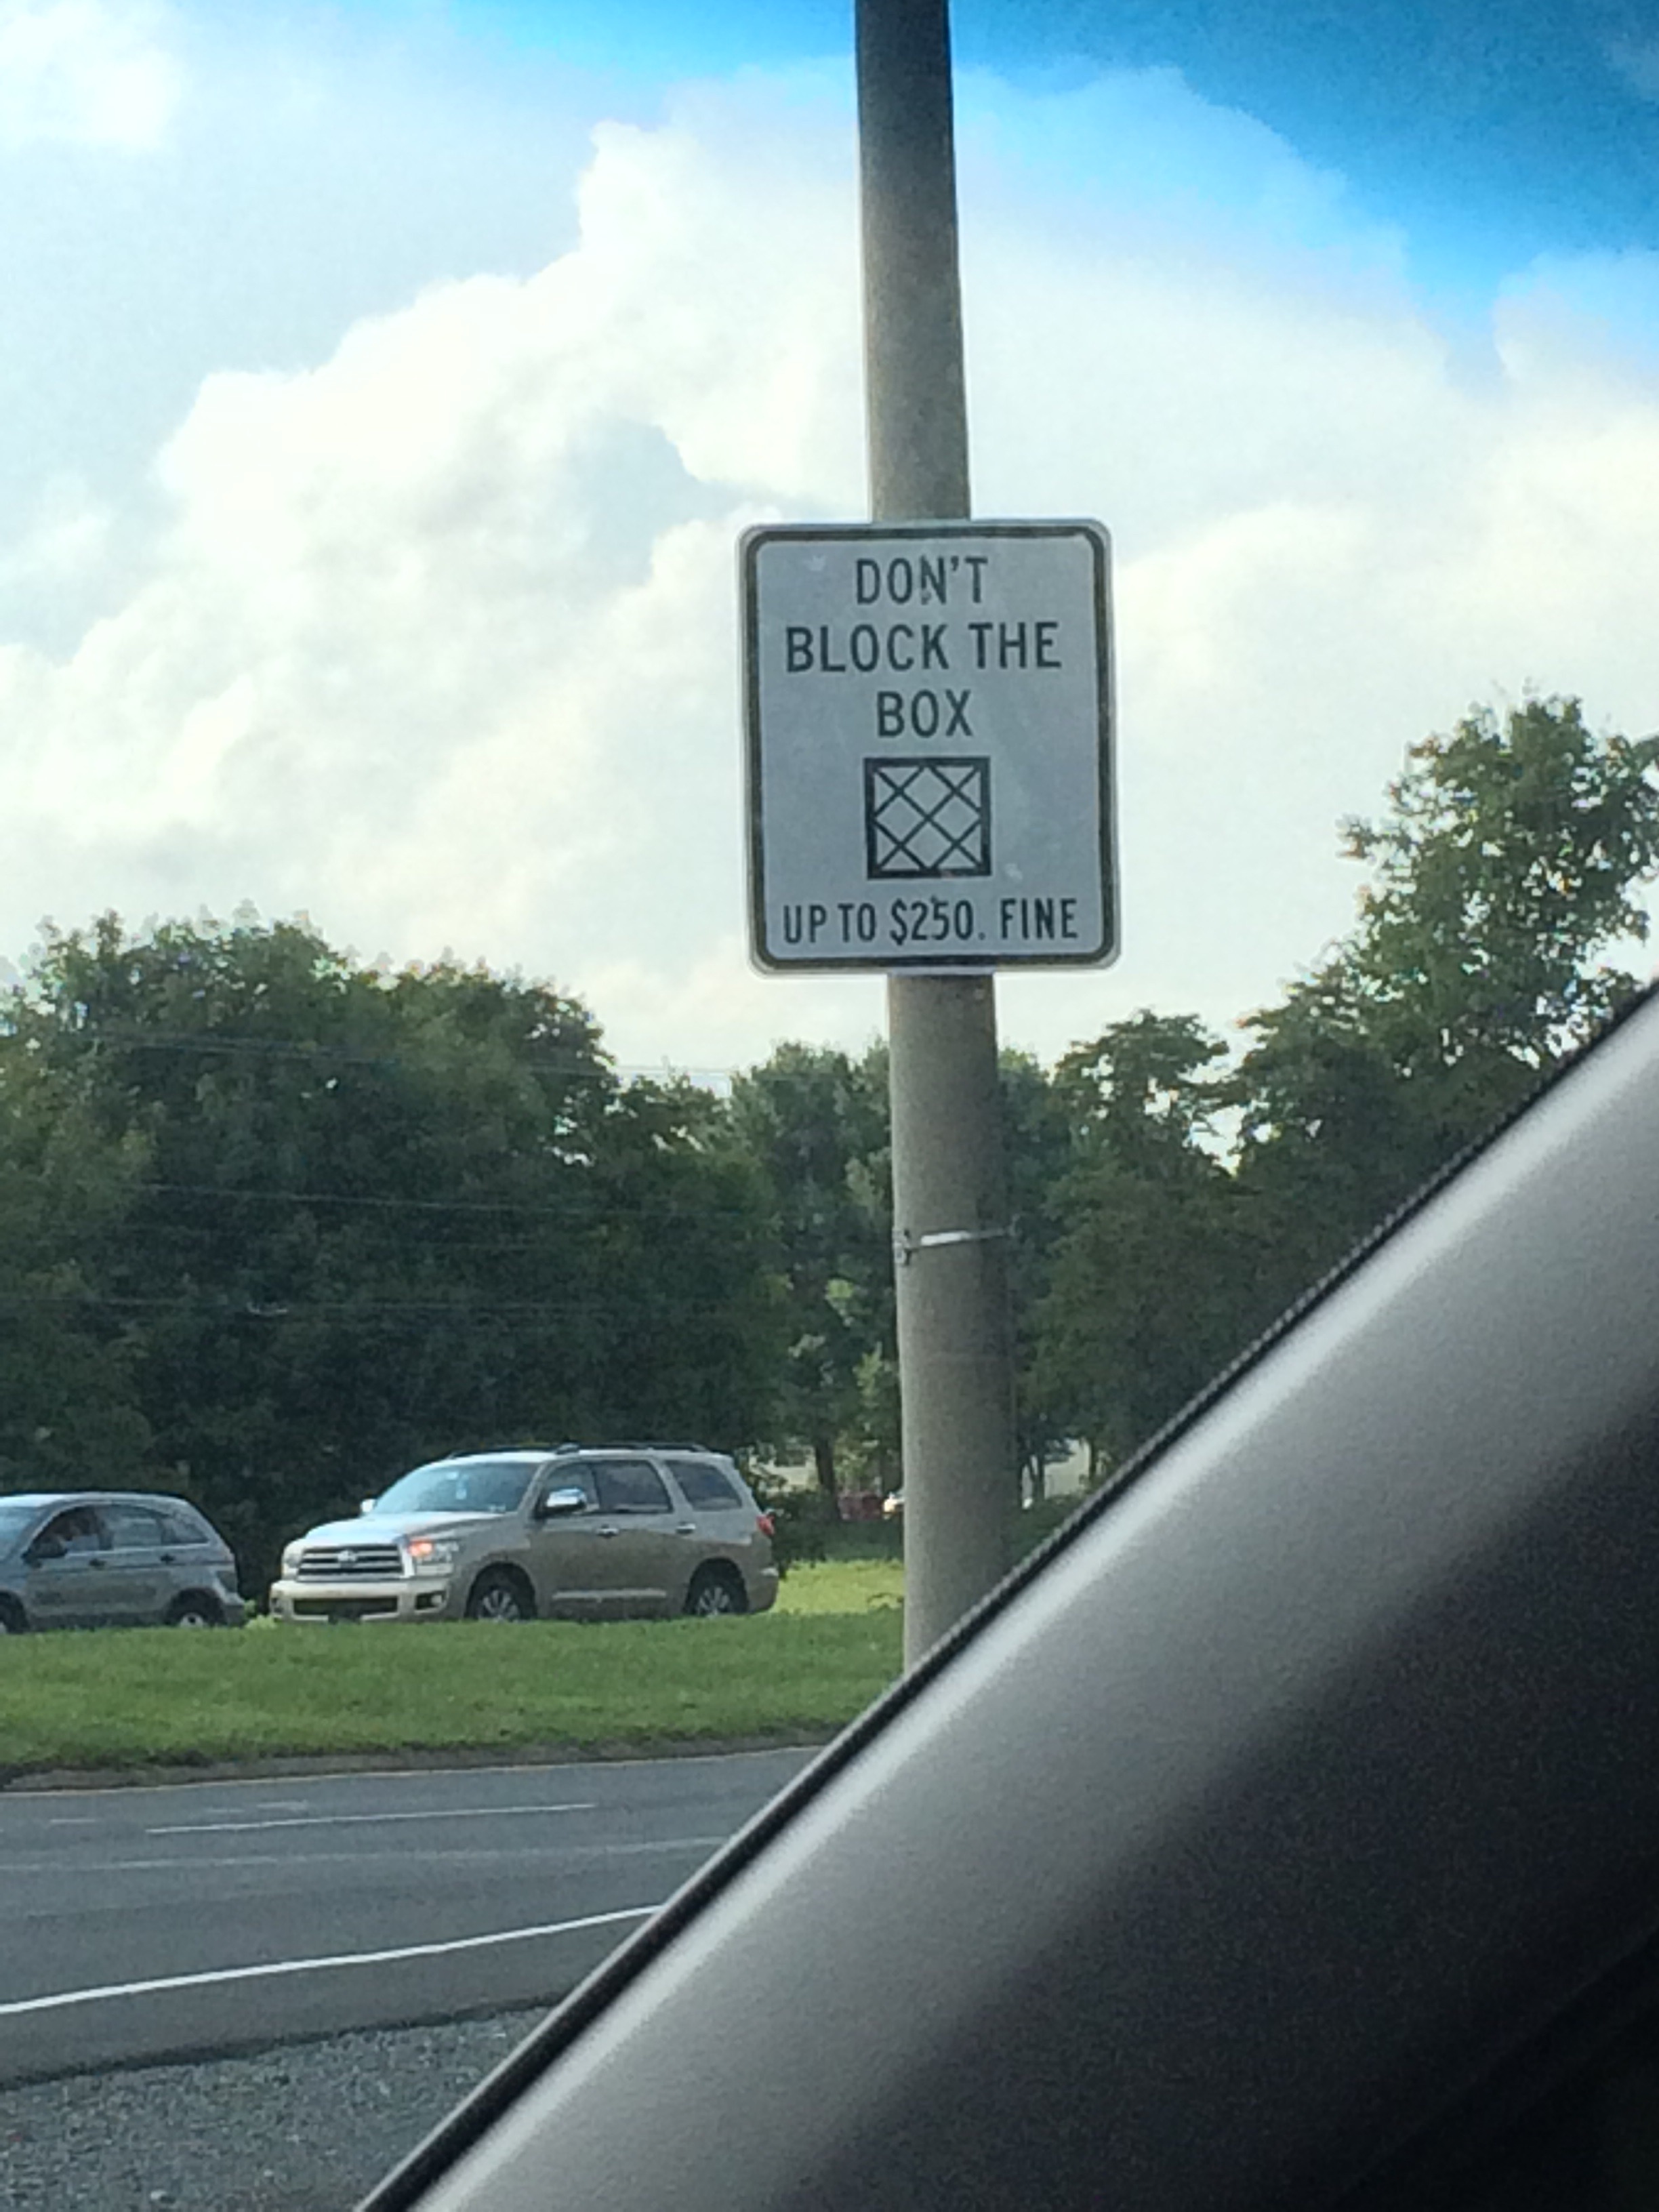 DON'T
BLOCK THE
BOX
UP TO $250. FINE